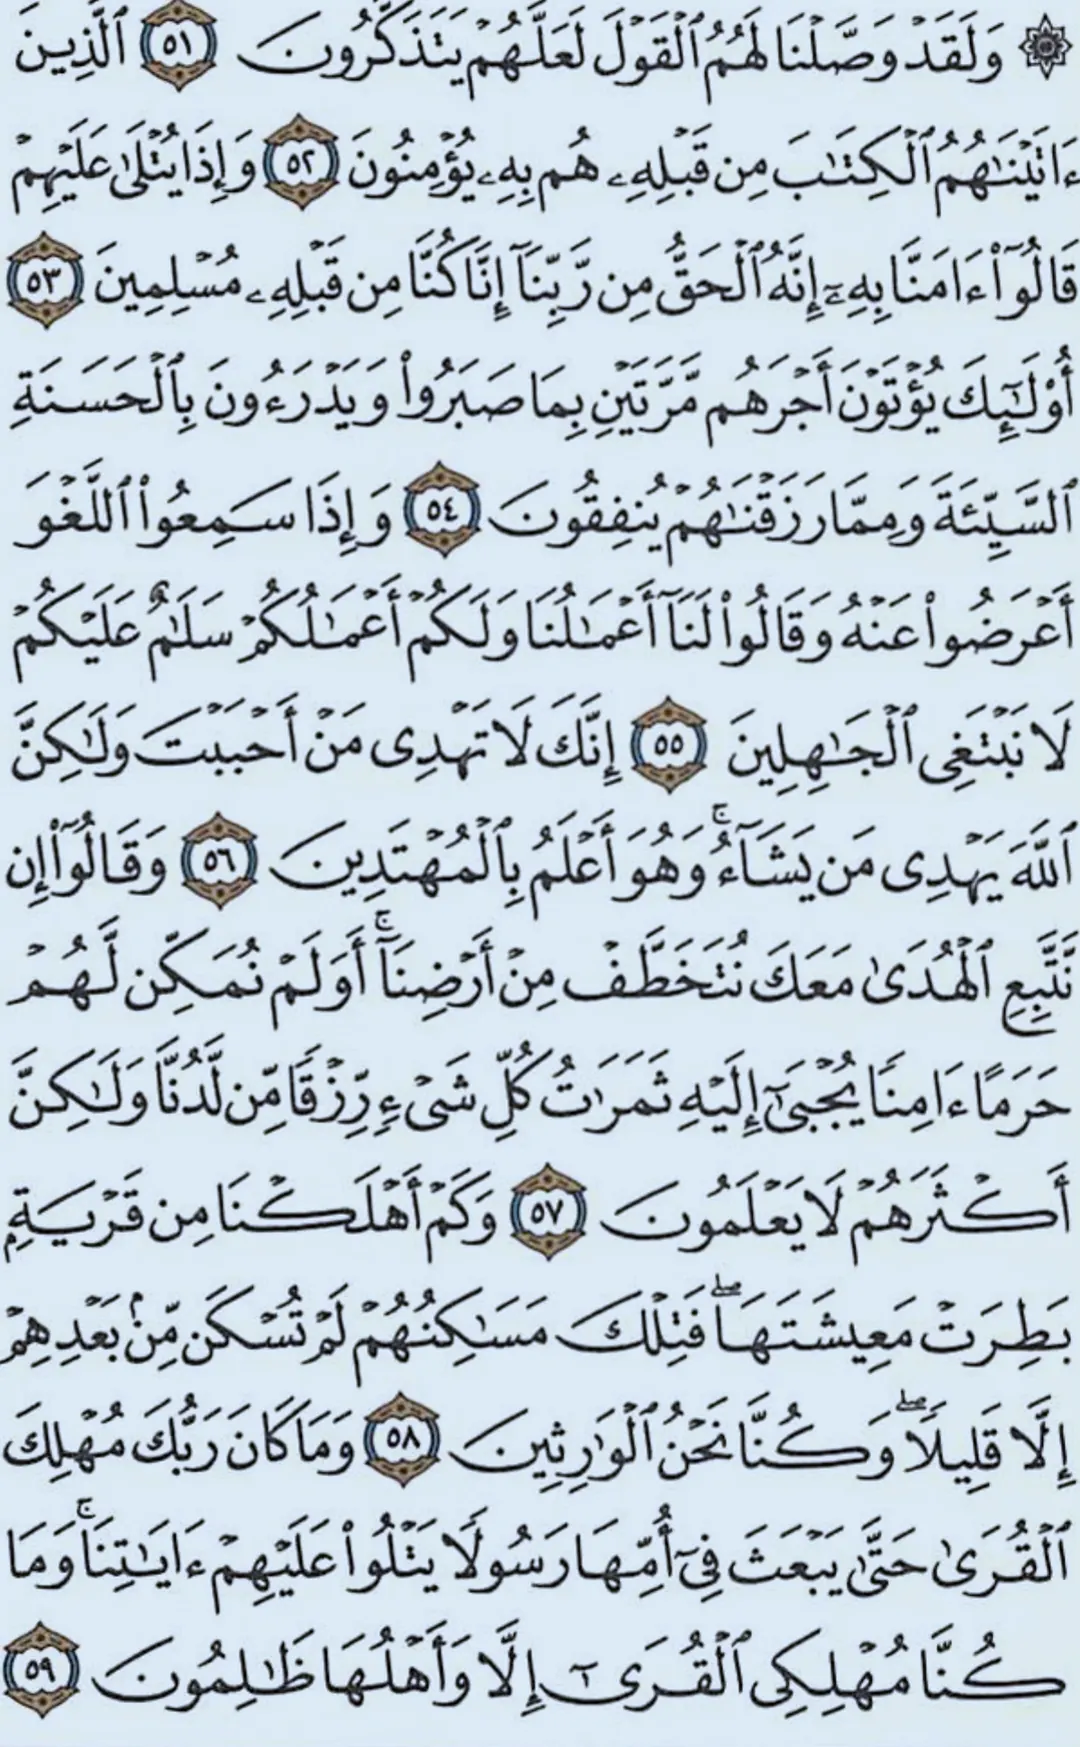 ۞ وَلَقَدْ وَصَّلْنَا لَهُمُ ٱلْقَوْلَ لَعَلَّهُمْ يَتَذَكَّرُونَ ٥١ ٱلَّذِينَ
ءَاتَيْنَٰهُمُ ٱلْكِتَٰبَ مِن قَبْلِهِۦ هُم بِهِۦ يُؤْمِنُونَ ٥٢ وَإِذَا يُتْلَىٰ عَلَيْهِمْ
قَالُوٓا۟ ءَامَنَّا بِهِۦٓ إِنَّهُ ٱلْحَقُّ مِن رَّبِّنَآ إِنَّا كُنَّا مِن قَبْلِهِۦ مُسْلِمِينَ ٥٣
أُو۟لَٰٓئِكَ يُؤْتَوْنَ أَجْرَهُم مَّرَّتَيْنِ بِمَا صَبَرُوا۟ وَيَدْرَءُونَ بِٱلْحَسَنَةِ
ٱلسَّيِّئَةَ وَمِمَّا رَزَقْنَٰهُمْ يُنفِقُونَ ٥٤ وَإِذَا سَمِعُوا۟ ٱللَّغْوَ
أَعْرَضُوا۟ عَنْهُ وَقَالُوا۟ لَنَآ أَعْمَٰلُنَا وَلَكُمْ أَعْمَٰلُكُمْ سَلَٰمٌ عَلَيْكُمْ
لَا نَبْتَغِى ٱلْجَٰهِلِينَ ٥٥ إِنَّكَ لَا تَهْدِى مَنْ أَحْبَبْتَ وَلَٰكِنَّ
ٱللَّهَ يَهْدِى مَن يَشَآءُ ۚ وَهُوَ أَعْلَمُ بِٱلْمُهْتَدِينَ ٥٦ وَقَالُوٓا۟ إِن
نَّتَّبِعِ ٱلْهُدَىٰ مَعَكَ نُتَخَطَّفْ مِنْ أَرْضِنَآ ۚ أَوَلَمْ نُمَكِّن لَّهُمْ
حَرَمًا ءَامِنًا يُجْبَىٰٓ إِلَيْهِ ثَمَرَٰتُ كُلِّ شَىْءٍ رِّزْقًا مِّن لَّدُنَّا وَلَٰكِنَّ
أَكْثَرَهُمْ لَا يَعْلَمُونَ ٥٧ وَكَمْ أَهْلَكْنَا مِن قَرْيَةٍۭ
بَطِرَتْ مَعِيشَتَهَا ۖ فَتِلْكَ مَسَٰكِنُهُمْ لَمْ تُسْكَن مِّنۢ بَعْدِهِمْ
إِلَّا قَلِيلًا ۖ وَكُنَّا نَحْنُ ٱلْوَٰرِثِينَ ٥٨ وَمَا كَانَ رَبُّكَ مُهْلِكَ
ٱلْقُرَىٰ حَتَّىٰ يَبْعَثَ فِىٓ أُمِّهَا رَسُولًا يَتْلُوا۟ عَلَيْهِمْ ءَايَٰتِنَا ۚ وَمَا
كُنَّا مُهْلِكِى ٱلْقُرَىٰٓ إِلَّا وَأَهْلُهَا ظَٰلِمُونَ ٥٩